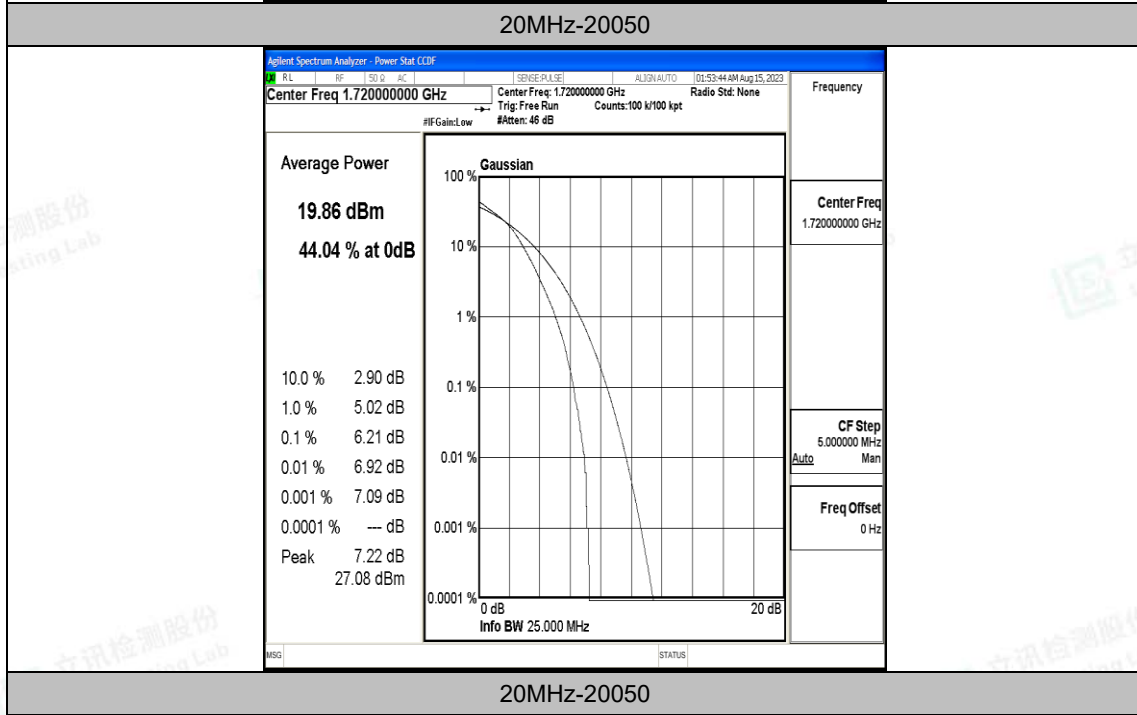 20MHz-20050
Agilent Spectrum Analyzer - Power Stat CCDF
RL RF 50 Ω AC SENSE:PULSE ALIGN AUTO 01:53:44 AM Aug 15, 2023
Center Freq 1.720000000 GHz
Center Freq: 1.720000000 GHz Radio Std: None
Trig: Free Run Counts:100 k/100 kpt
#IFGain:Low #Atten: 46 dB
Frequency
Average Power
19.86 dBm
44.04 % at 0dB
10.0 % 2.90 dB
1.0 % 5.02 dB
0.1 % 6.21 dB
0.01 % 6.92 dB
0.001 % 7.09 dB
0.0001 % --- dB
Peak 7.22 dB
27.08 dBm
Gaussian
100 %
10 %
1 %
0.1 %
0.01 %
0.001 %
0.0001 %
0 dB 20 dB
Info BW 25.000 MHz
Center Freq
1.720000000 GHz
CF Step
5.000000 MHz
Auto Man
Freq Offset
0 Hz
MSG STATUS
20MHz-20050
立讯检测股份